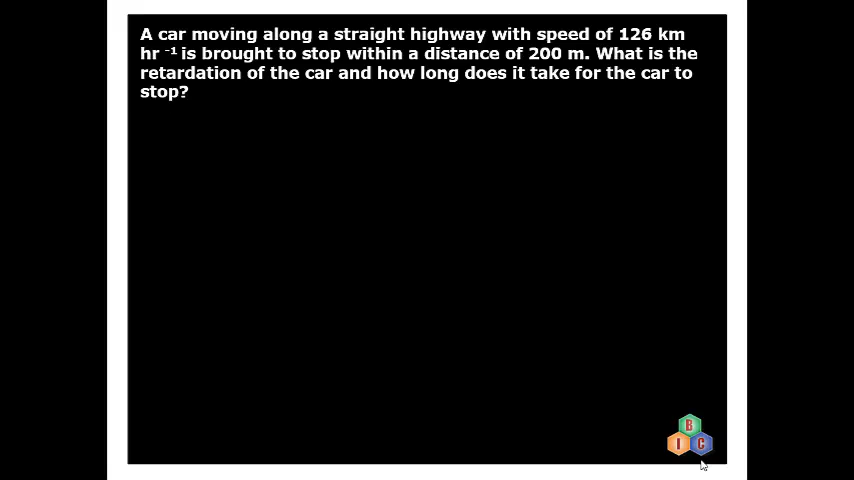 A car moving along a straight highway with speed of 126 km
hr ⁻¹ is brought to stop within a distance of 200 m. What is the
retardation of the car and how long does it take for the car to
stop?
B
I C